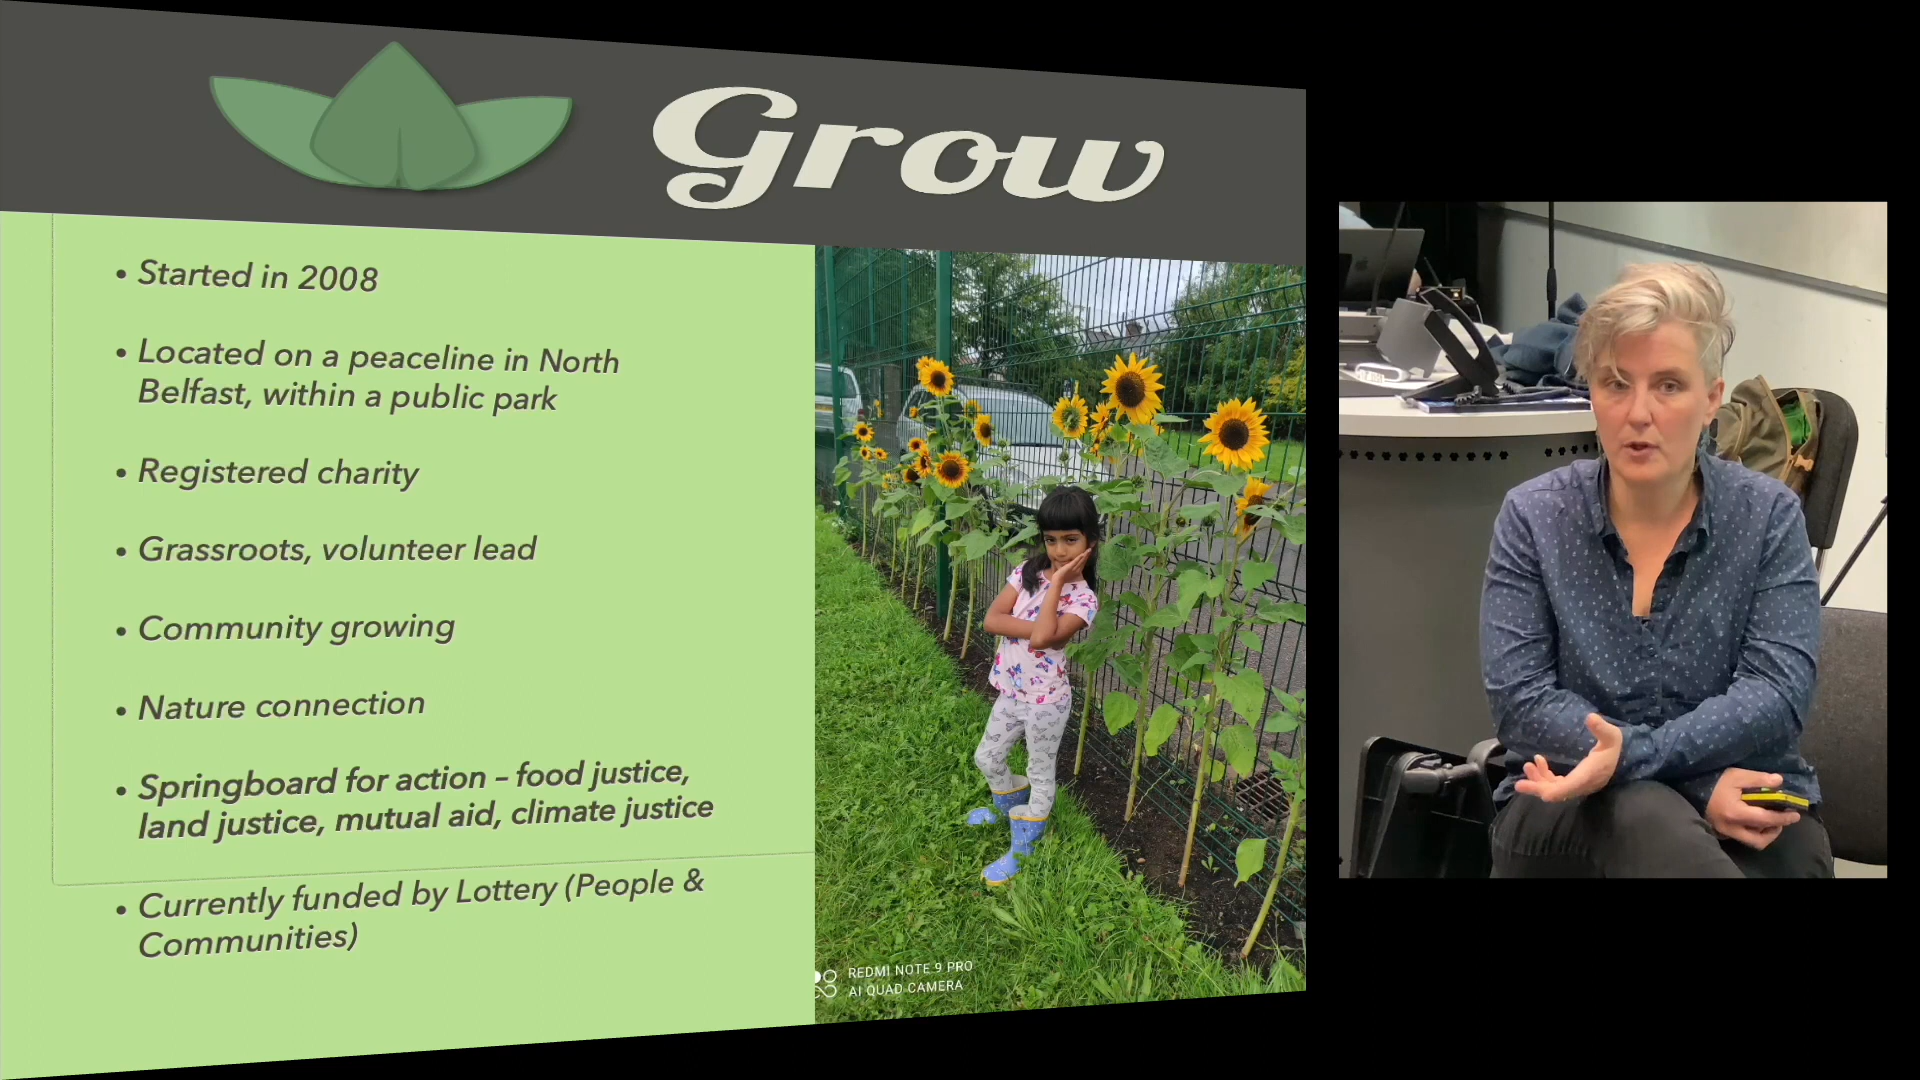 Grow
• Started in 2008
• Located on a peaceline in North
Belfast, within a public park
• Registered charity
• Grassroots, volunteer lead
• Community growing
• Nature connection
• Springboard for action – food justice,
land justice, mutual aid, climate justice
• Currently funded by Lottery (People &
Communities)
REDMI NOTE 9 PRO
AI QUAD CAMERA